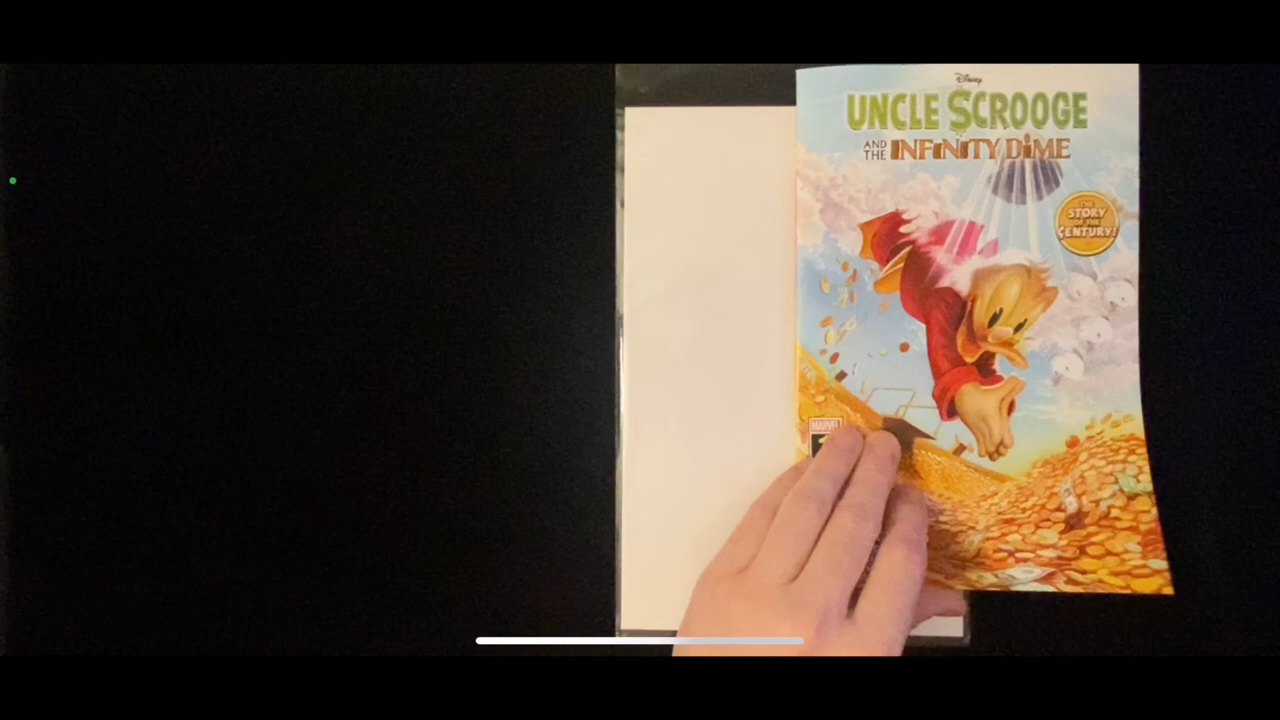 Disney
UNCLE SCROOGE
AND THE INFINITY DIME
THE
STORY
OF THE
CENTURY!
MARVEL